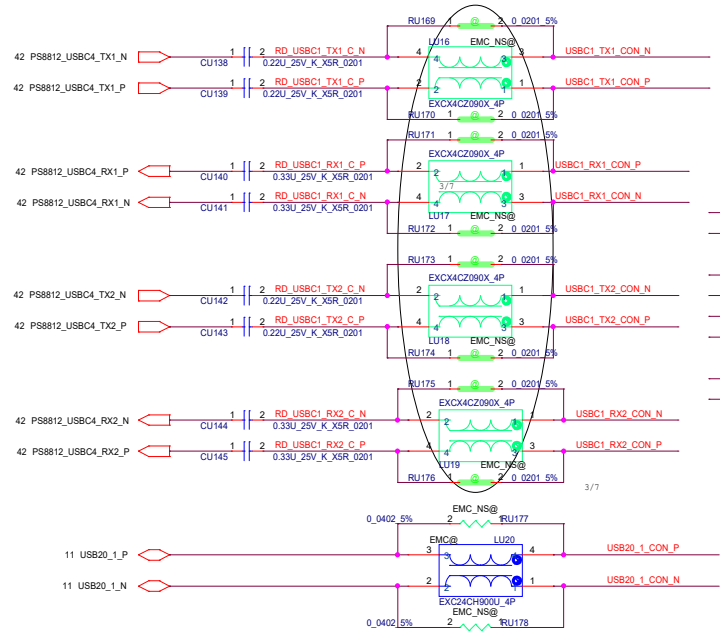 RU169 1 @ 2 0_0201_5%
LU16 EMC_NS@
42 PS8812_USBC4_TX1_N 1 2 RD_USBC1_TX1_C_N 4 4 3 3 USBC1_TX1_CON_N
CU138 0.22U_25V_K_X5R_0201
42 PS8812_USBC4_TX1_P 1 2 RD_USBC1_TX1_C_P 2 2 1 1 USBC1_TX1_CON_P
CU139 0.22U_25V_K_X5R_0201
EXCX4CZ090X_4P
RU170 1 @ 2 0_0201_5%
RU171 1 @ 2 0_0201_5%
EXCX4CZ090X_4P
42 PS8812_USBC4_RX1_P 1 2 RD_USBC1_RX1_C_P 2 2 1 1 USBC1_RX1_CON_P
CU140 0.33U_25V_K_X5R_0201
3/7
42 PS8812_USBC4_RX1_N 1 2 RD_USBC1_RX1_C_N 4 4 3 3 USBC1_RX1_CON_N
CU141 0.33U_25V_K_X5R_0201
LU17 EMC_NS@
RU172 1 @ 2 0_0201_5%
RU173 1 @ 2 0_0201_5%
EXCX4CZ090X_4P
42 PS8812_USBC4_TX2_N 1 2 RD_USBC1_TX2_C_N 2 2 1 1 USBC1_TX2_CON_N
CU142 0.22U_25V_K_X5R_0201
42 PS8812_USBC4_TX2_P 1 2 RD_USBC1_TX2_C_P 4 4 3 3 USBC1_TX2_CON_P
CU143 0.22U_25V_K_X5R_0201
LU18 EMC_NS@
RU174 1 @ 2 0_0201_5%
RU175 1 @ 2 0_0201_5%
EXCX4CZ090X_4P
42 PS8812_USBC4_RX2_N 1 2 RD_USBC1_RX2_C_N 2 2 1 1 USBC1_RX2_CON_N
CU144 0.33U_25V_K_X5R_0201
42 PS8812_USBC4_RX2_P 1 2 RD_USBC1_RX2_C_P 4 4 3 3 USBC1_RX2_CON_P
CU145 0.33U_25V_K_X5R_0201
LU19 EMC_NS@
RU176 1 @ 2 0_0201_5%
3/7
EMC_NS@
0_0402_5% 2 1 RU177
EMC@ LU20
11 USB20_1_P 3 3 4 4 USB20_1_CON_P
11 USB20_1_N 2 2 1 1 USB20_1_CON_N
EXC24CH900U_4P
EMC_NS@
0_0402_5% 2 1 RU178